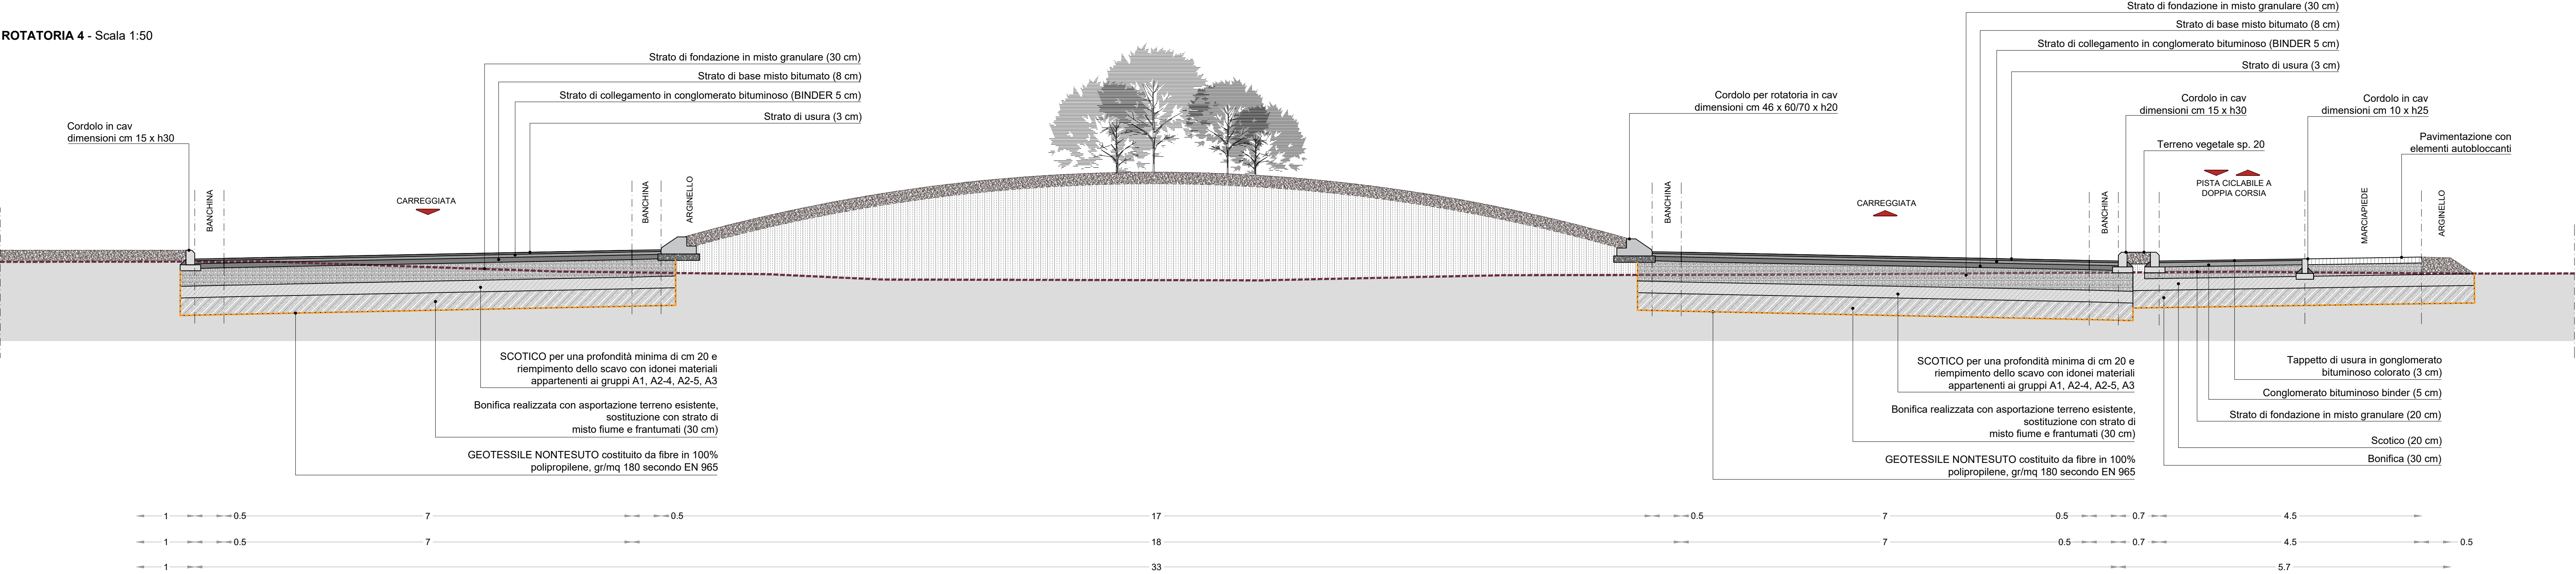 ROTATORIA 4 - Scala 1:50
Strato di fondazione in misto granulare (30 cm)
Strato di base misto bitumato (8 cm)
Strato di collegamento in conglomerato bituminoso (BINDER 5 cm)
Strato di usura (3 cm)
Cordolo in cav
dimensioni cm 15 x h30
BANCHINA
CARREGGIATA
BANCHINA
ARGINELLO
Cordolo per rotatoria in cav
dimensioni cm 46 x 60/70 x h20
Strato di fondazione in misto granulare (30 cm)
Strato di base misto bitumato (8 cm)
Strato di collegamento in conglomerato bituminoso (BINDER 5 cm)
Strato di usura (3 cm)
Cordolo in cav
dimensioni cm 15 x h30
Cordolo in cav
dimensioni cm 10 x h25
Terreno vegetale sp. 20
Pavimentazione con
elementi autobloccanti
BANCHINA
CARREGGIATA
BANCHINA
PISTA CICLABILE A
DOPPIA CORSIA
MARCIAPIEDE
ARGINELLO
SCOTICO per una profondità minima di cm 20 e
riempimento dello scavo con idonei materiali
appartenenti ai gruppi A1, A2-4, A2-5, A3
Bonifica realizzata con asportazione terreno esistente,
sostituzione con strato di
misto fiume e frantumati (30 cm)
GEOTESSILE NONTESUTO costituito da fibre in 100%
polipropilene, gr/mq 180 secondo EN 965
SCOTICO per una profondità minima di cm 20 e
riempimento dello scavo con idonei materiali
appartenenti ai gruppi A1, A2-4, A2-5, A3
Bonifica realizzata con asportazione terreno esistente,
sostituzione con strato di
misto fiume e frantumati (30 cm)
GEOTESSILE NONTESUTO costituito da fibre in 100%
polipropilene, gr/mq 180 secondo EN 965
Tappetto di usura in gonglomerato
bituminoso colorato (3 cm)
Conglomerato bituminoso binder (5 cm)
Strato di fondazione in misto granulare (20 cm)
Scotico (20 cm)
Bonifica (30 cm)
1 0.5 7 0.5 17 0.5 7 0.5 0.7 4.5
1 0.5 7 18 7 0.5 0.7 4.5 0.5
1 33 5.7